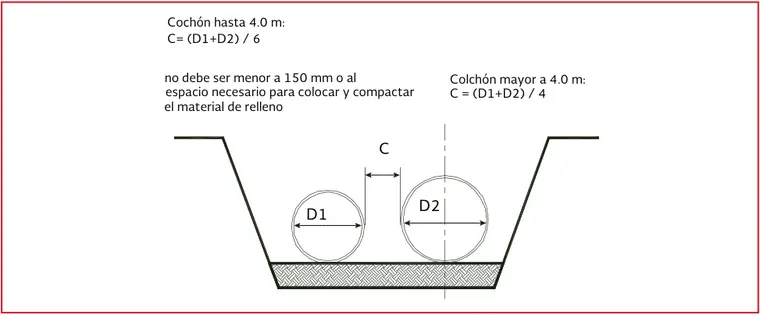 Cochón hasta 4.0 m:
C= (D1+D2) / 6
no debe ser menor a 150 mm o al
espacio necesario para colocar y compactar
el material de relleno
Colchón mayor a 4.0 m:
C = (D1+D2) / 4
C
D1
D2